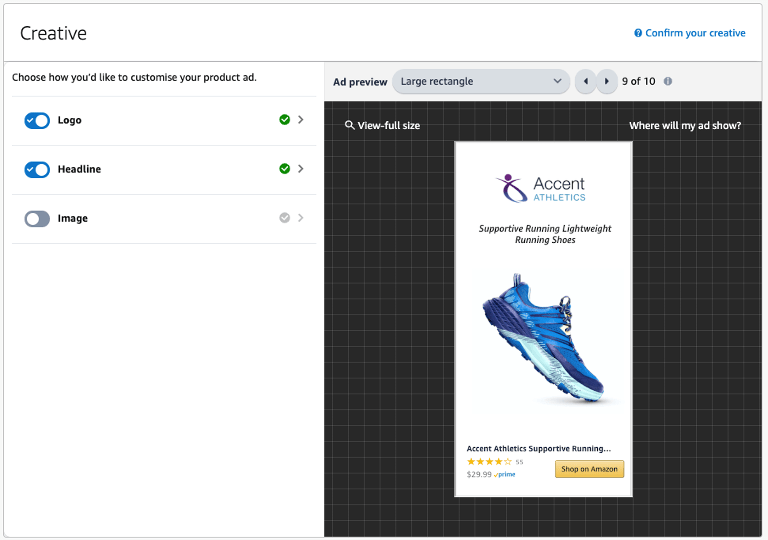 Creative
Confirm your creative
Choose how you'd like to customise your product ad.
Logo
Headline
Image
Ad preview
Large rectangle
9 of 10
View-full size
Where will my ad show?
Accent
ATHLETICS
Supportive Running Lightweight
Running Shoes
Accent Athletics Supportive Running...
55
$29.99 prime
Shop on Amazon